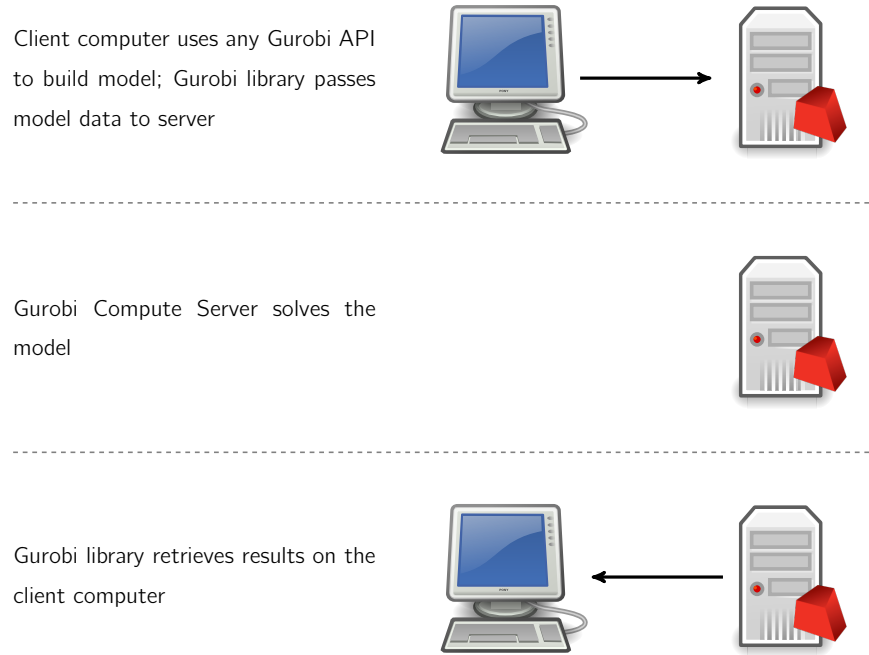 Client computer uses any Gurobi API
to build model; Gurobi library passes
model data to server
Gurobi Compute Server solves the
model
Gurobi library retrieves results on the
client computer